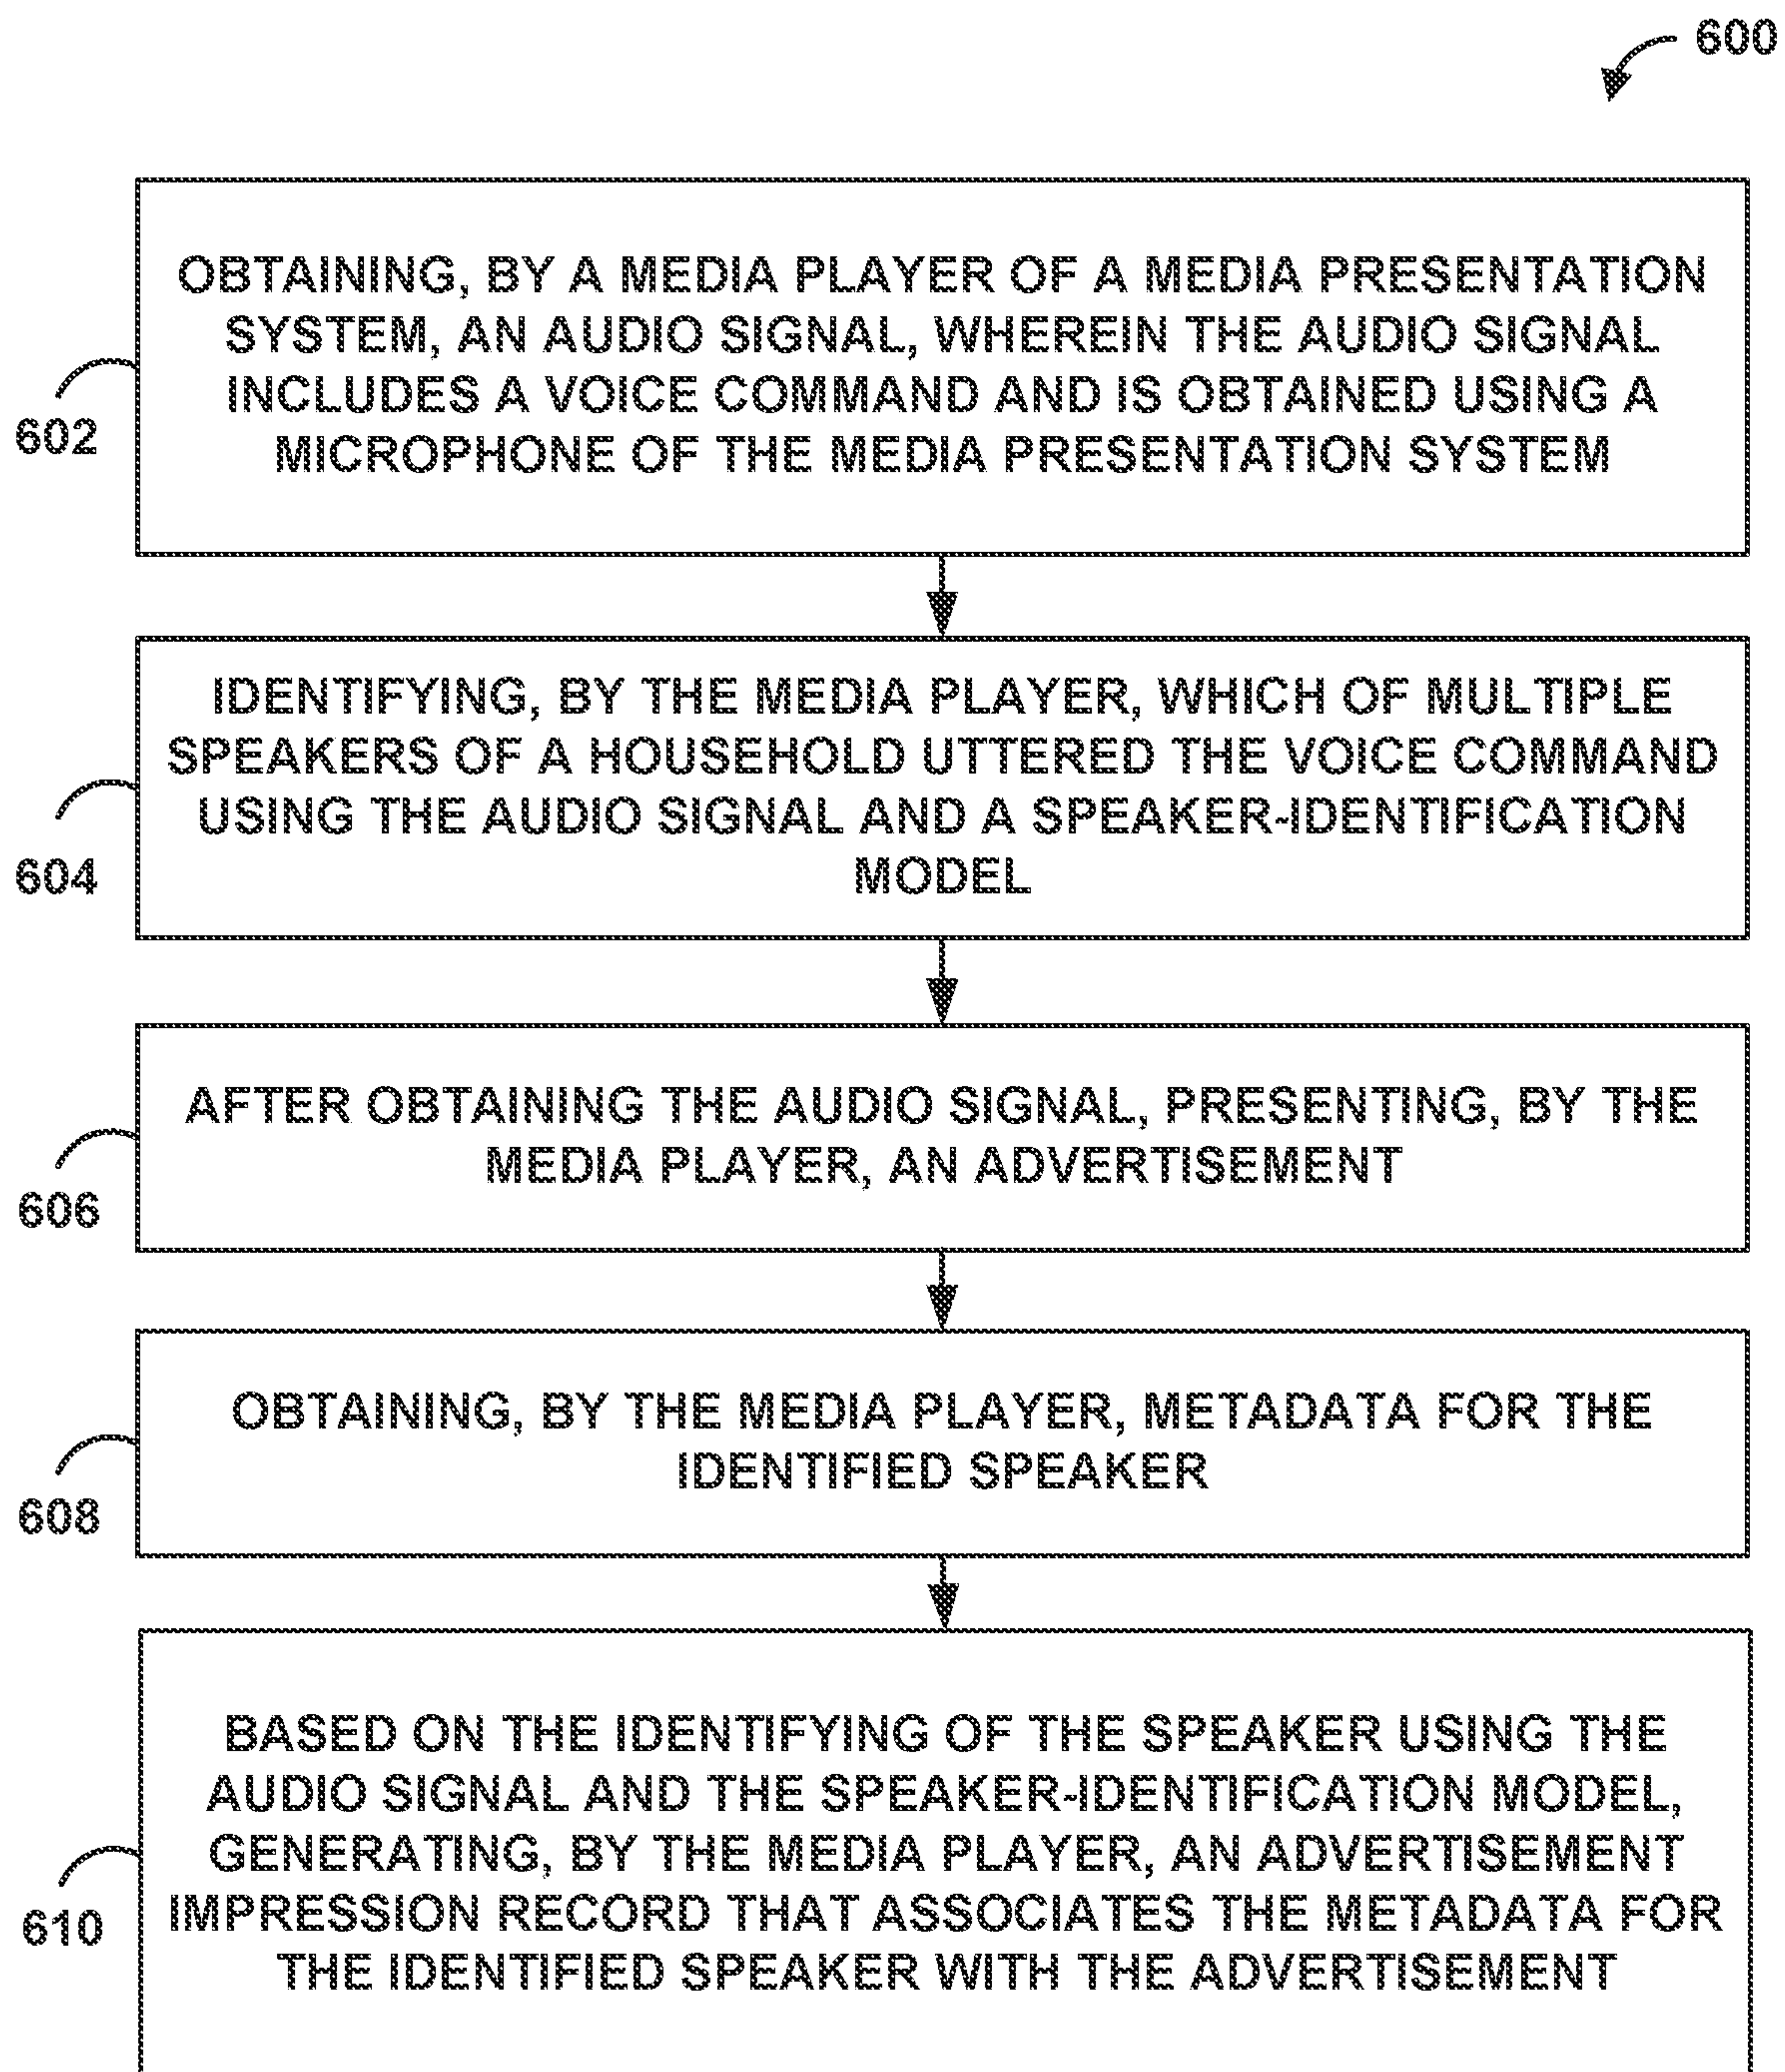 600
OBTAINING, BY A MEDIA PLAYER OF A MEDIA PRESENTATION
SYSTEM, AN AUDIO SIGNAL, WHEREIN THE AUDIO SIGNAL
INCLUDES A VOICE COMMAND AND IS OBTAINED USING A
MICROPHONE OF THE MEDIA PRESENTATION SYSTEM
602
IDENTIFYING, BY THE MEDIA PLAYER, WHICH OF MULTIPLE
SPEAKERS OF A HOUSEHOLD UTTERED THE VOICE COMMAND
USING THE AUDIO SIGNAL AND A SPEAKER-IDENTIFICATION
MODEL
604
AFTER OBTAINING THE AUDIO SIGNAL, PRESENTING, BY THE
MEDIA PLAYER, AN ADVERTISEMENT
606
OBTAINING, BY THE MEDIA PLAYER, METADATA FOR THE
IDENTIFIED SPEAKER
608
BASED ON THE IDENTIFYING OF THE SPEAKER USING THE
AUDIO SIGNAL AND THE SPEAKER-IDENTIFICATION MODEL,
GENERATING, BY THE MEDIA PLAYER, AN ADVERTISEMENT
IMPRESSION RECORD THAT ASSOCIATES THE METADATA FOR
THE IDENTIFIED SPEAKER WITH THE ADVERTISEMENT
610